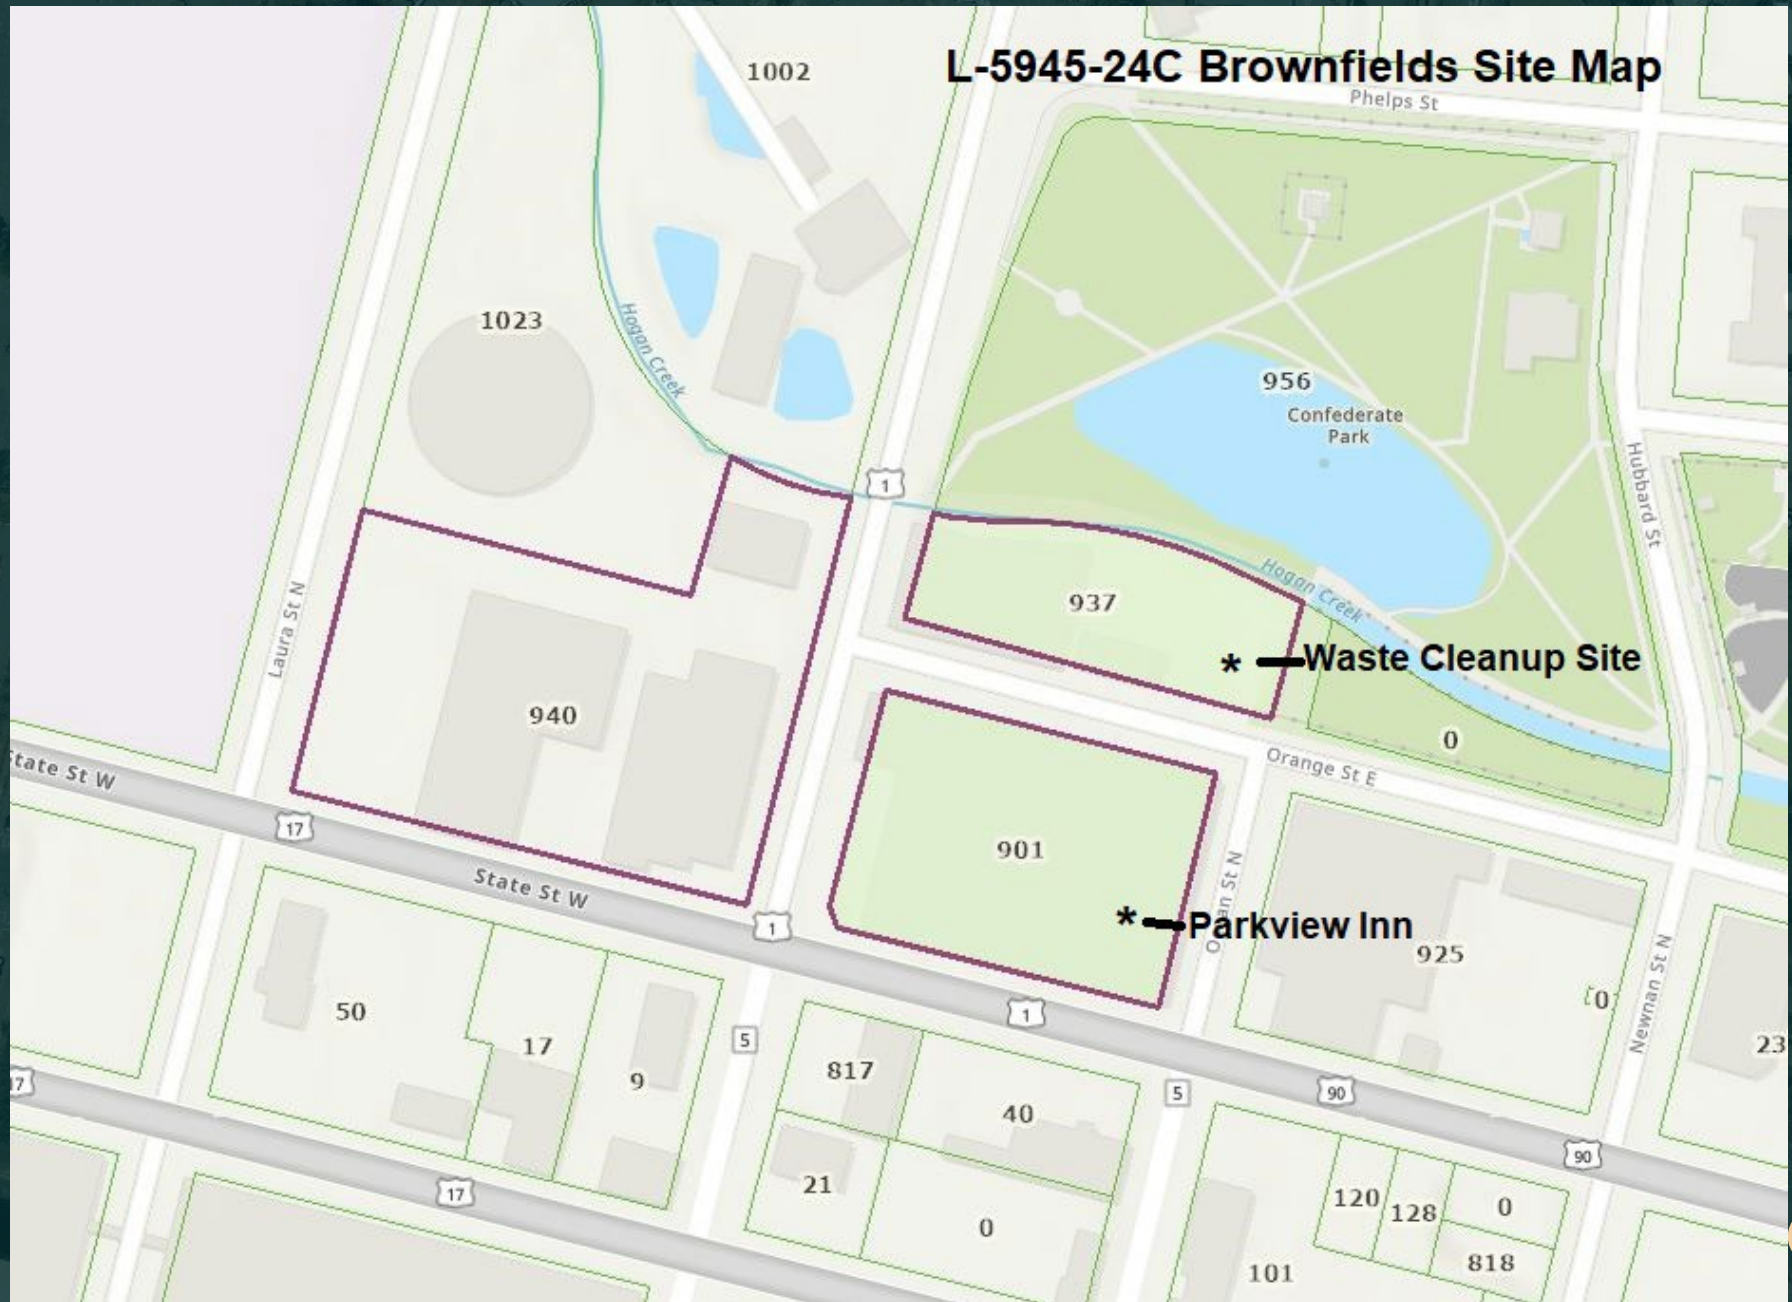 L-5945-24C Brownfields Site Map
1002
Phelps St
1023
Hogan Creek
956
Confederate
Park
1
Hubbard St
Hogan Creek
937
* Waste Cleanup Site
Laura St N
940
0
Orange St E
State St W
17
901
State St W
* Parkview Inn
1
925
0
Newnan St N
50
17
9
5
1
817
40
5
90
23
17
90
21
0
17
120
128
0
818
101